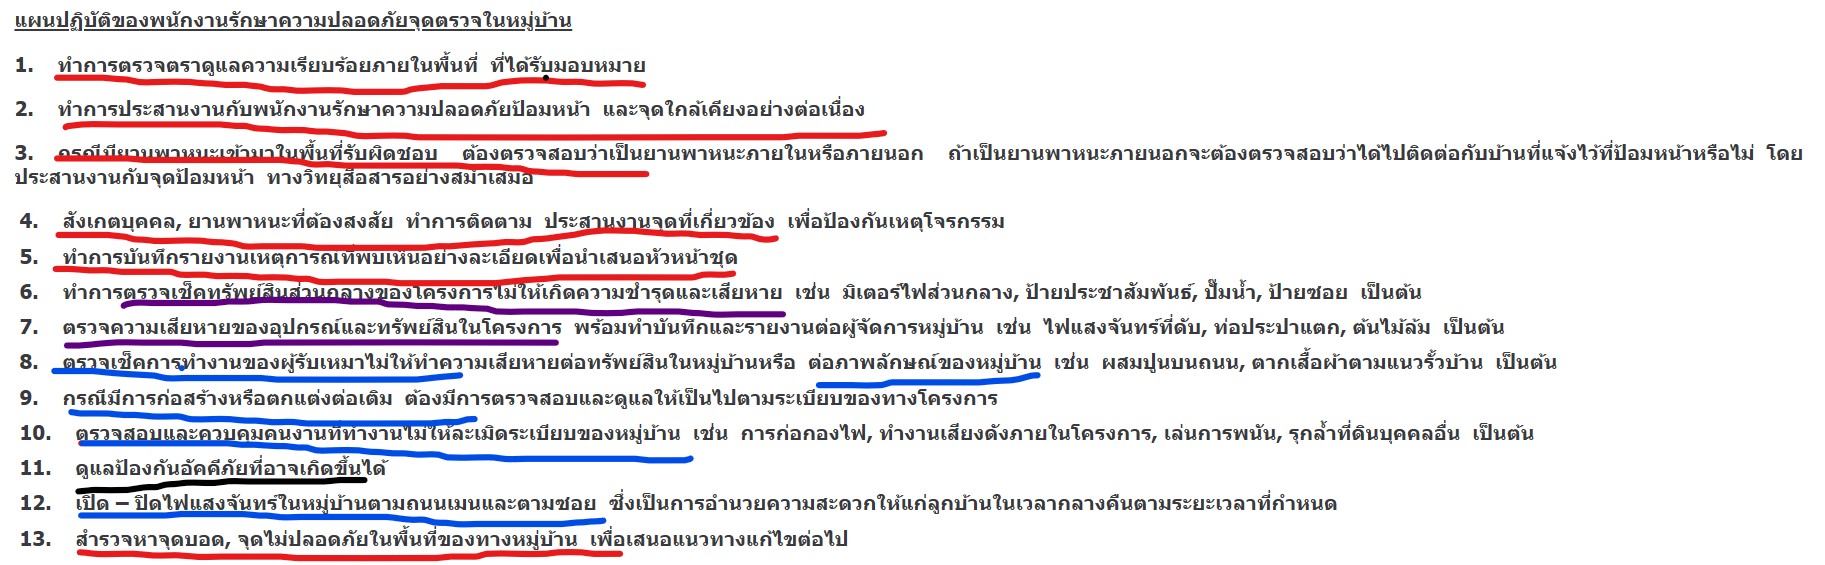 แผนปฏิบัติของพนักงานรักษาความปลอดภัยจุดตรวจในหมู่บ้าน
1. ทำการตรวจตราดูแลความเรียบร้อยภายในพื้นที่ ที่ได้รับมอบหมาย
2. ทำการประสานงานกับพนักงานรักษาความปลอดภัยป้อมหน้า และจุดใกล้เคียงอย่างต่อเนื่อง
3. กรณีมียานพาหนะเข้ามาในพื้นที่รับผิดชอบ ต้องตรวจสอบว่าเป็นยานพาหนะภายในหรือภายนอก ถ้าเป็นยานพาหนะภายนอกจะต้องตรวจสอบว่าได้ไปติดต่อกับบ้านที่แจ้งไว้ที่ป้อมหน้าหรือไม่ โดย
ประสานงานกับจุดป้อมหน้า ทางวิทยุสื่อสารอย่างสม่ำเสมอ
4. สังเกตบุคคล, ยานพาหนะที่ต้องสงสัย ทำการติดตาม ประสานงานจุดที่เกี่ยวข้อง เพื่อป้องกันเหตุโจรกรรม
5. ทำการบันทึกรายงานเหตุการณ์ที่พบเห็นอย่างละเอียดเพื่อนำเสนอหัวหน้าชุด
6. ทำการตรวจเช็คทรัพย์สินส่วนกลางของโครงการไม่ให้เกิดความชำรุดและเสียหาย เช่น มิเตอร์ไฟส่วนกลาง, ป้ายประชาสัมพันธ์, ปั๊มน้ำ, ป้ายซอย เป็นต้น
7. ตรวจความเสียหายของอุปกรณ์และทรัพย์สินในโครงการ พร้อมทำบันทึกและรายงานต่อผู้จัดการหมู่บ้าน เช่น ไฟแสงจันทร์ที่ดับ, ท่อประปาแตก, ต้นไม้ล้ม เป็นต้น
8. ตรวจเช็คการทำงานของผู้รับเหมาไม่ให้ทำความเสียหายต่อทรัพย์สินในหมู่บ้านหรือ ต่อภาพลักษณ์ของหมู่บ้าน เช่น ผสมปูนบนถนน, ตากเสื้อผ้าตามแนวรั้วบ้าน เป็นต้น
9. กรณีมีการก่อสร้างหรือตกแต่งต่อเติม ต้องมีการตรวจสอบและดูแลให้เป็นไปตามระเบียบของทางโครงการ
10. ตรวจสอบและควบคุมคนงานที่ทำงานไม่ให้ละเมิดระเบียบของหมู่บ้าน เช่น การก่อกองไฟ, ทำงานเสียงดังภายในโครงการ, เล่นการพนัน, รุกล้ำที่ดินบุคคลอื่น เป็นต้น
11. ดูแลป้องกันอัคคีภัยที่อาจเกิดขึ้นได้
12. เปิด – ปิดไฟแสงจันทร์ในหมู่บ้านตามถนนเมนและตามซอย ซึ่งเป็นการอำนวยความสะดวกให้แก่ลูกบ้านในเวลากลางคืนตามระยะเวลาที่กำหนด
13. สำรวจหาจุดบอด, จุดไม่ปลอดภัยในพื้นที่ของทางหมู่บ้าน เพื่อเสนอแนวทางแก้ไขต่อไป